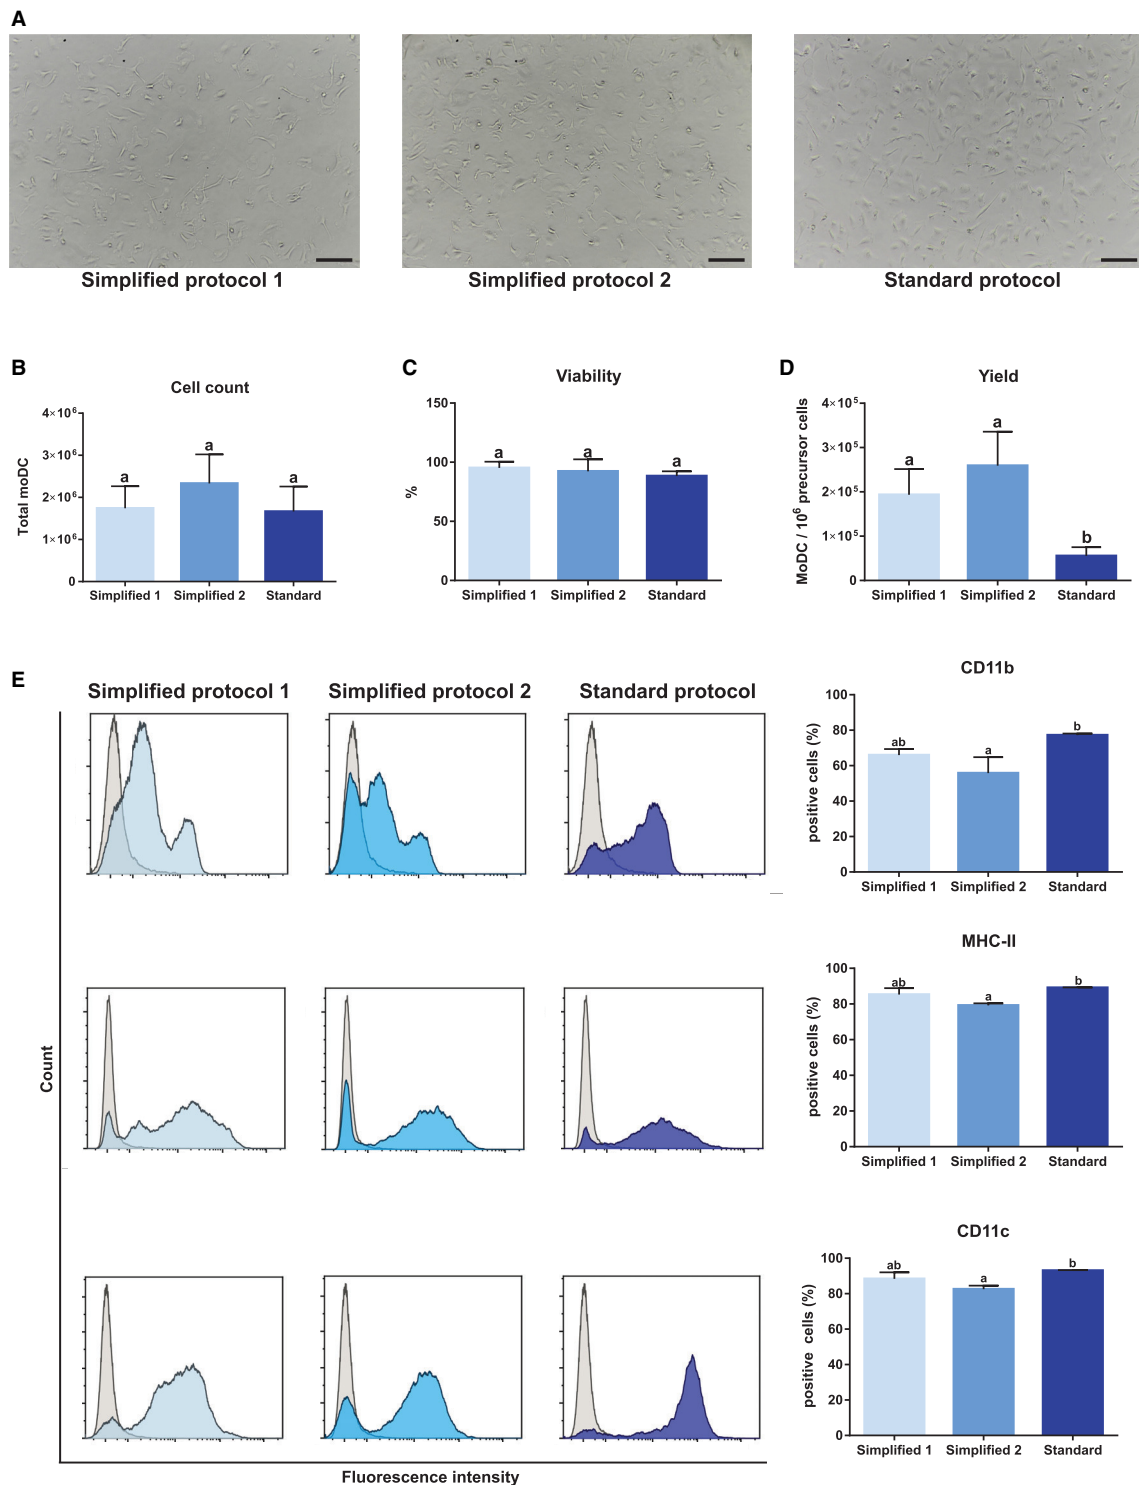 A
Simplified protocol 1
Simplified protocol 2
Standard protocol
B
Cell count
Total moDC
4×10⁶
3×10⁶
2×10⁶
1×10⁶
0
a
a
a
Simplified 1
Simplified 2
Standard
C
Viability
%
150
100
50
0
a
a
a
Simplified 1
Simplified 2
Standard
D
Yield
MoDC / 10⁶ precursor cells
4×10⁵
3×10⁵
2×10⁵
1×10⁵
0
a
a
b
Simplified 1
Simplified 2
Standard
E
Simplified protocol 1
Simplified protocol 2
Standard protocol
Count
Fluorescence intensity
CD11b
positive cells (%)
100
80
60
40
20
0
ab
a
b
Simplified 1
Simplified 2
Standard
MHC-II
positive cells (%)
100
80
60
40
20
0
ab
a
b
Simplified 1
Simplified 2
Standard
CD11c
positive cells (%)
100
80
60
40
20
0
ab
a
b
Simplified 1
Simplified 2
Standard